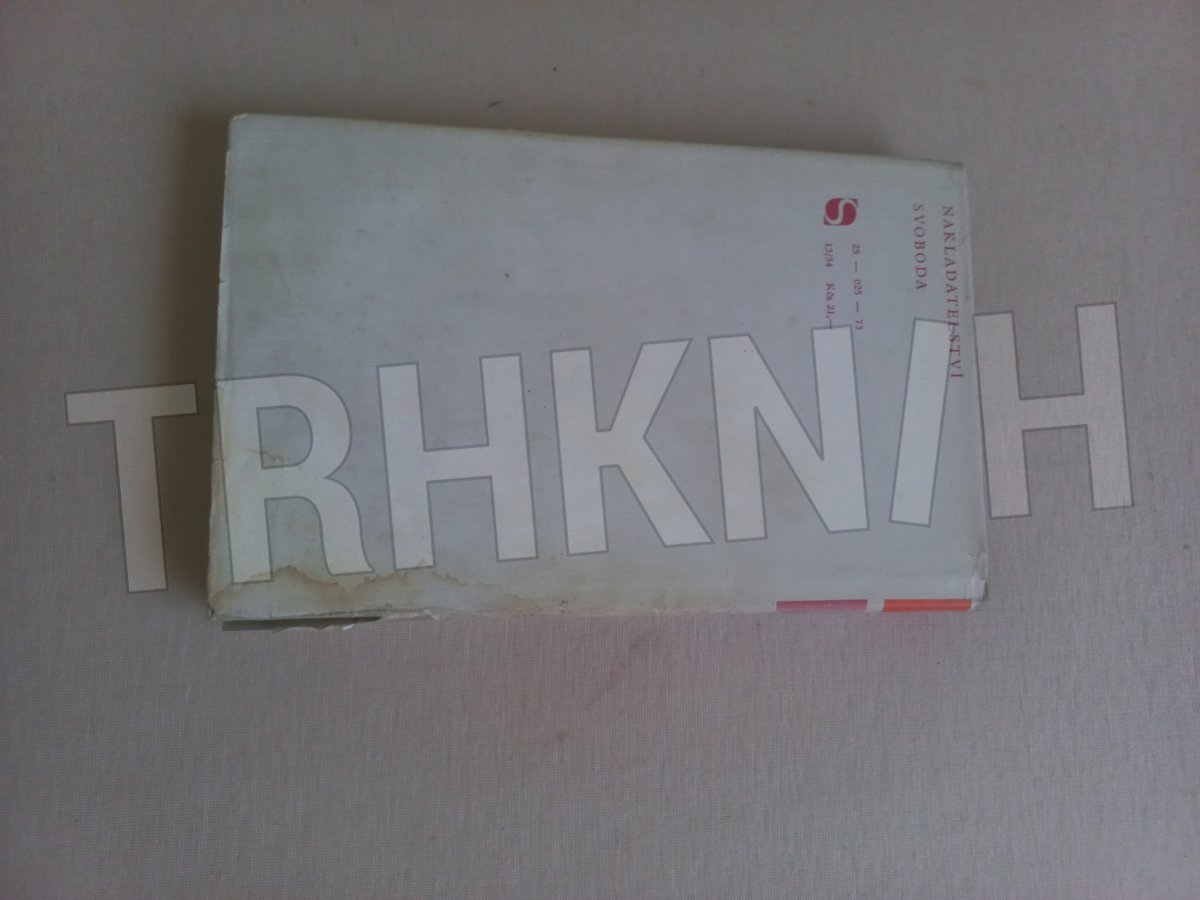 NAKLADATELSTVÍ
SVOBODA
25 — 025 — 73
13/34 Kčs 21,—
TRHKNIH